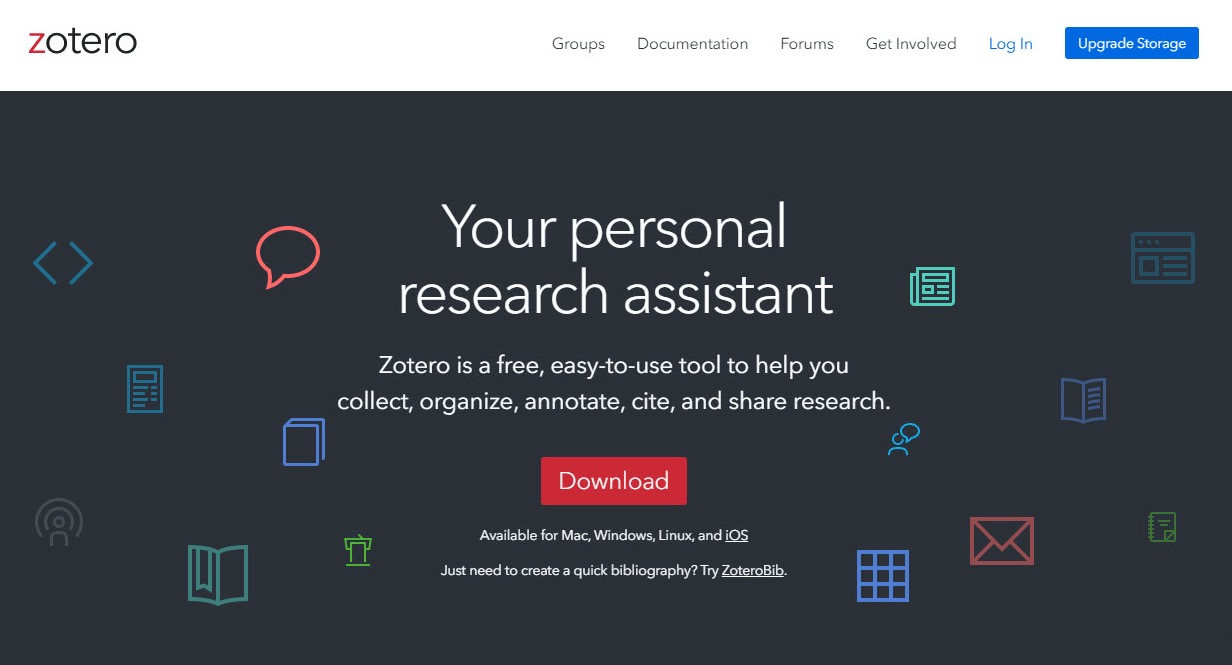 zotero
Groups Documentation Forums Get Involved Log In Upgrade Storage
Your personal
research assistant
Zotero is a free, easy-to-use tool to help you
collect, organize, annotate, cite, and share research.
Download
Available for Mac, Windows, Linux, and iOS
Just need to create a quick bibliography? Try ZoteroBib.